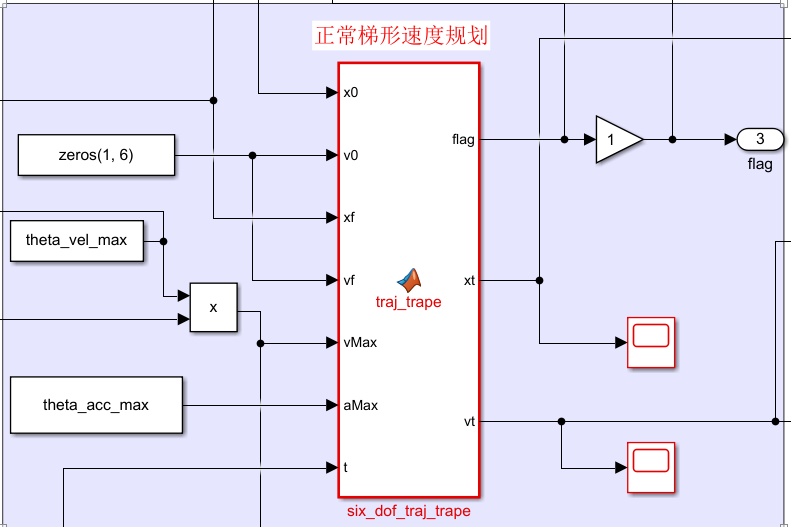 正常梯形速度规划
x0
zeros(1, 6)
v0
flag
1
3
flag
xf
theta_vel_max
vf
xt
traj_trape
x
vMax
theta_acc_max
aMax
vt
t
six_dof_traj_trape